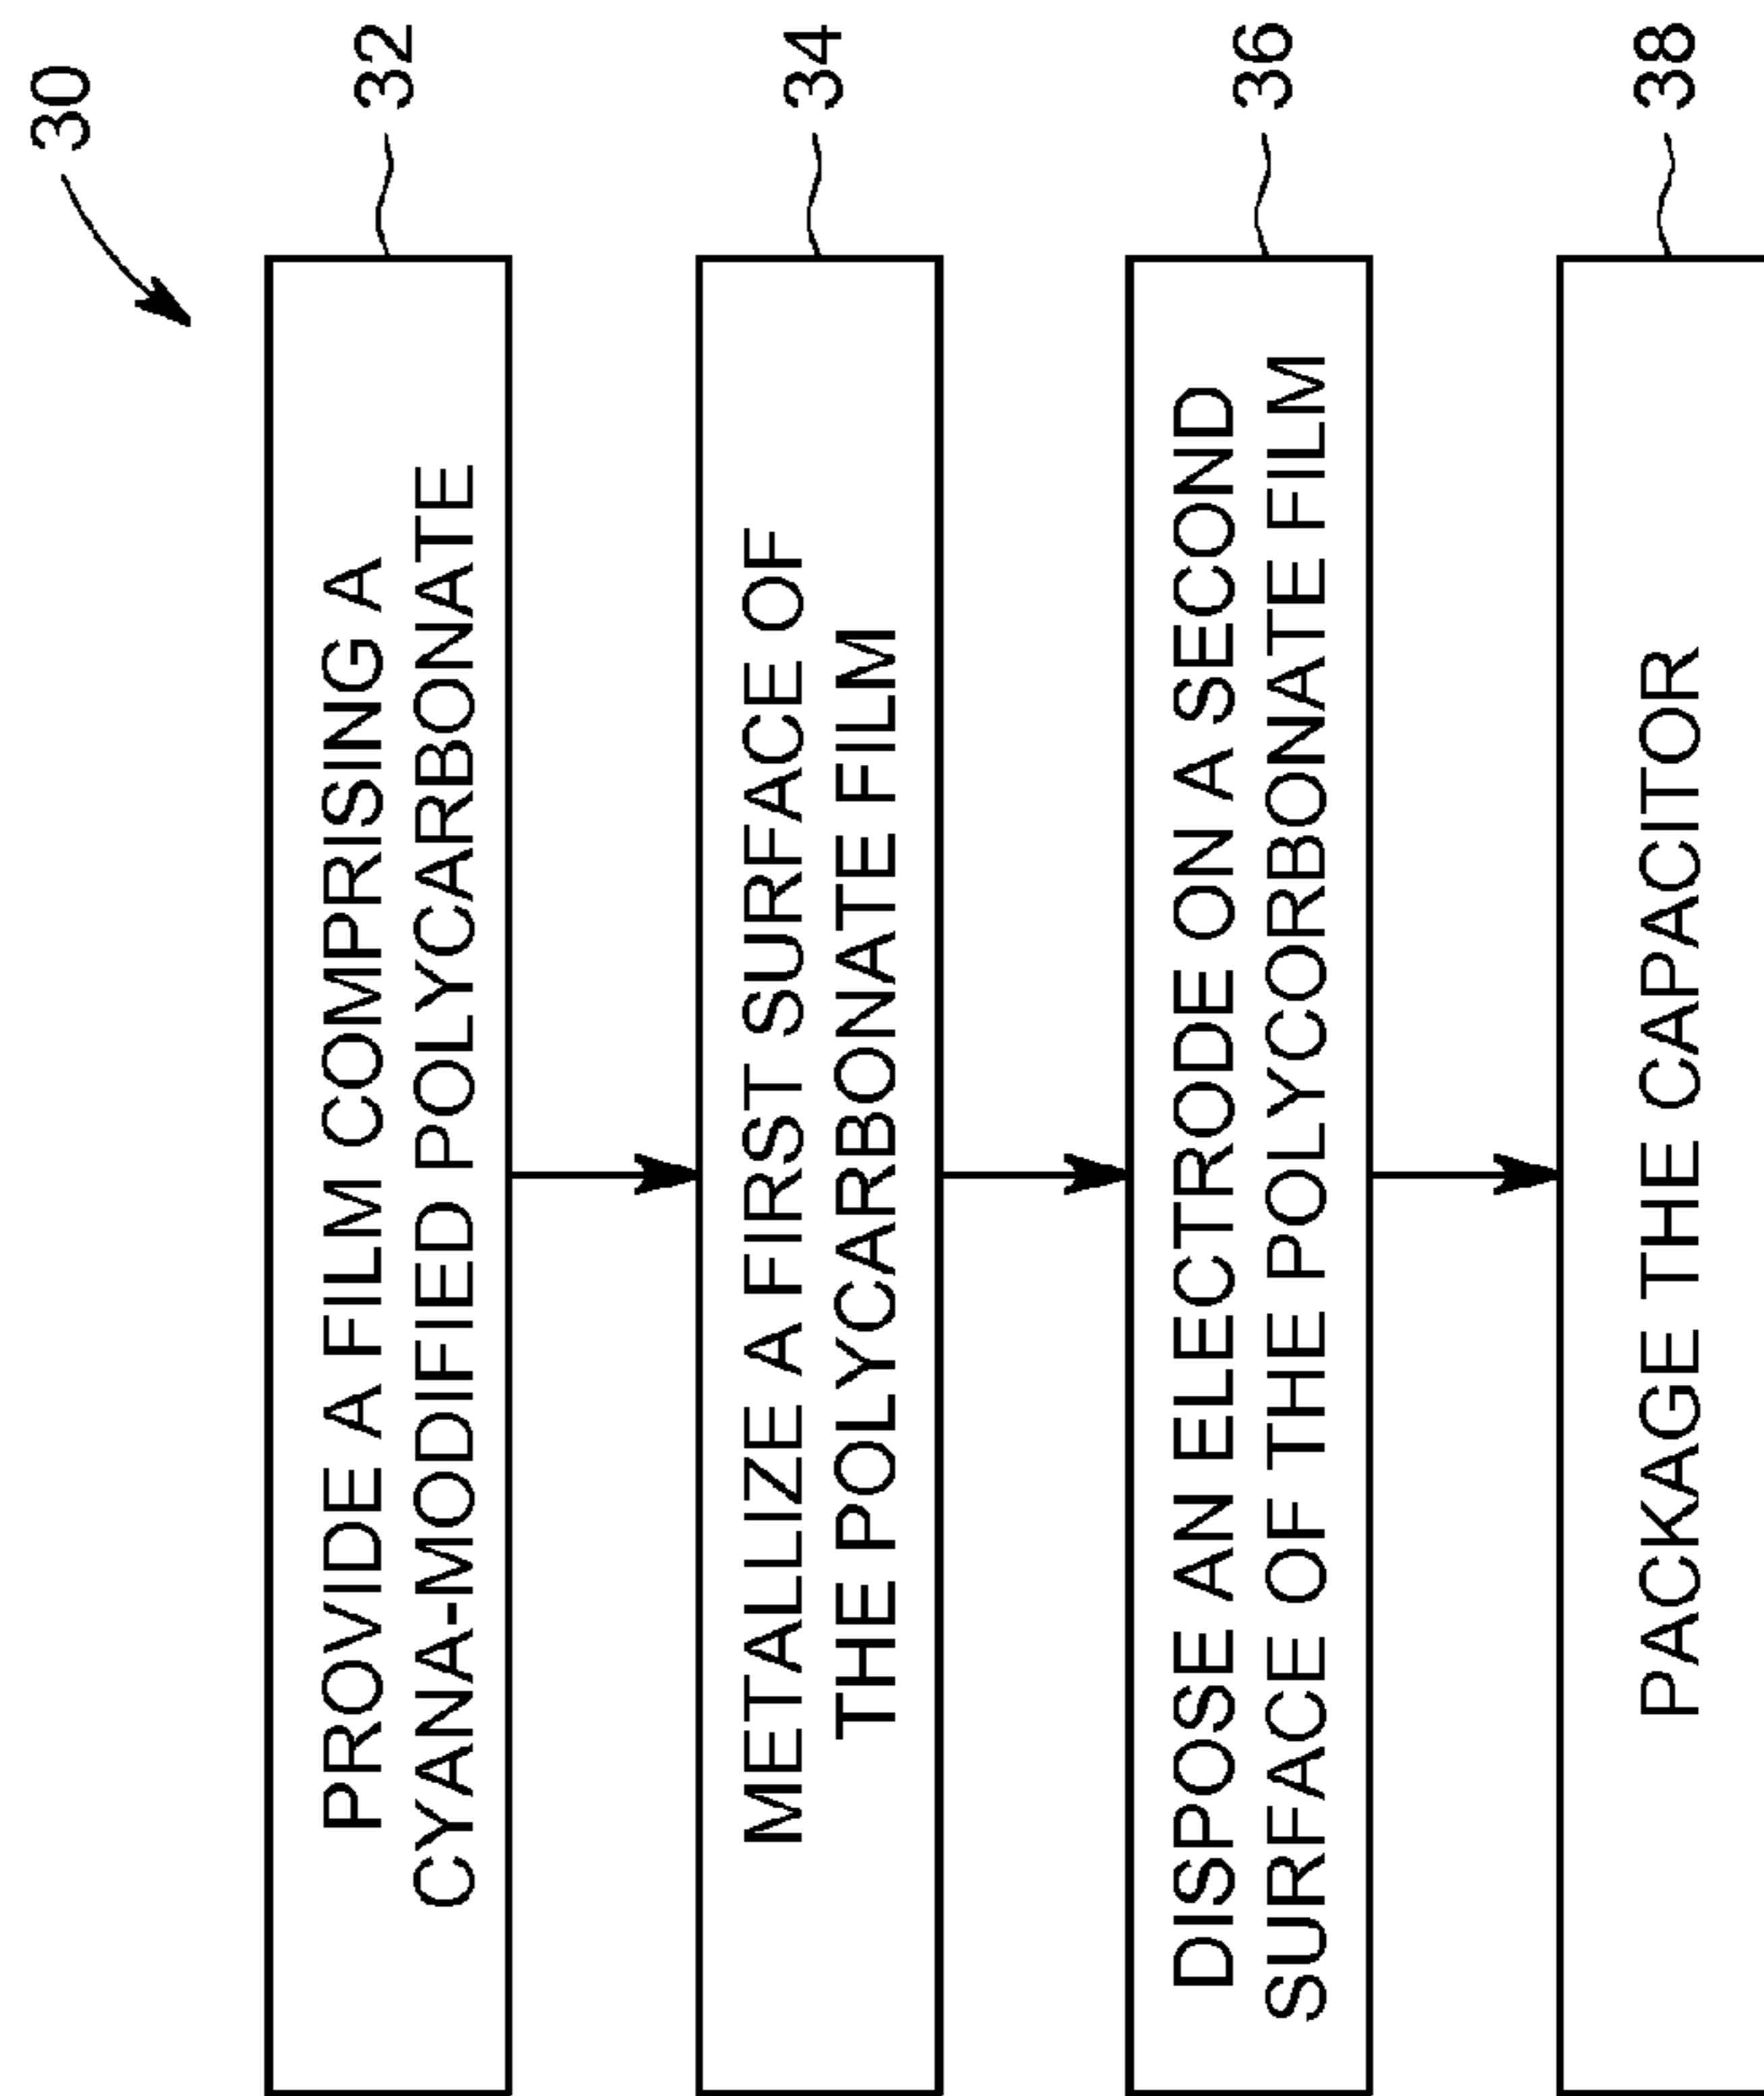 30
PROVIDE A FILM COMPRISING A
CYANA-MODIFIED POLYCARBONATE
32
METALLIZE A FIRST SURFACE OF
THE POLYCARBONATE FILM
34
DISPOSE AN ELECTRODE ON A SECOND
SURFACE OF THE POLYCORBONATE FILM
36
PACKAGE THE CAPACITOR
38